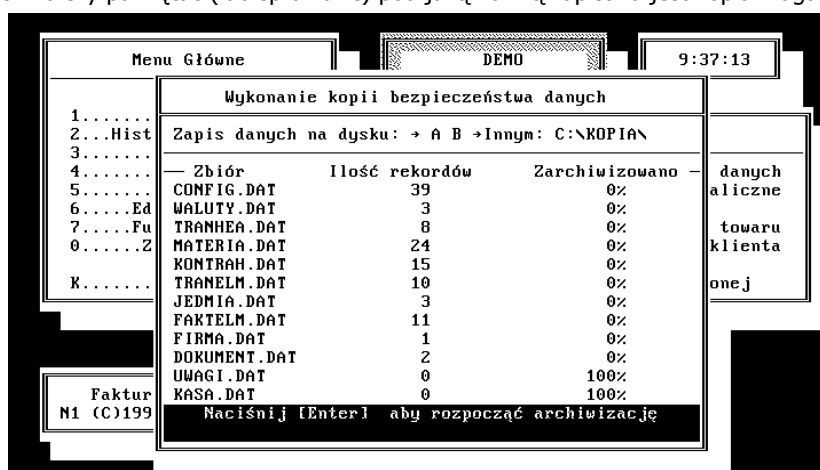 Menu Główne
DEMO
9:37:13
Wykonanie kopii bezpieczeństwa danych
Zapis danych na dysku: → A B →Innym: C:\KOPIA\
Zbiór Ilość rekordów Zarchiwizowano
CONFIG.DAT 39 0%
WALUTY.DAT 3 0%
TRANHEA.DAT 8 0%
MATERIA.DAT 24 0%
KONTRAH.DAT 15 0%
TRANELM.DAT 10 0%
JEDMIA.DAT 3 0%
FAKTELM.DAT 11 0%
FIRMA.DAT 1 0%
DOKUMENT.DAT 2 0%
UWAGI.DAT 0 100%
KASA.DAT 0 100%
Naciśnij [Enter] aby rozpocząć archiwizację
1.......
2...Hist
3.......
4.......
5.......
6.....Ed
7.....Fu
0......Z
K.......
danych
aliczne
towaru
klienta
onej
Faktur
N1 (C)199